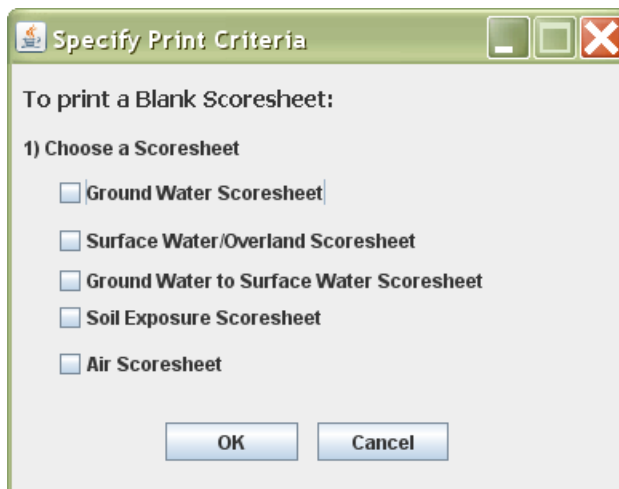 Specify Print Criteria
To print a Blank Scoresheet:
1) Choose a Scoresheet
Ground Water Scoresheet
Surface Water/Overland Scoresheet
Ground Water to Surface Water Scoresheet
Soil Exposure Scoresheet
Air Scoresheet
OK Cancel